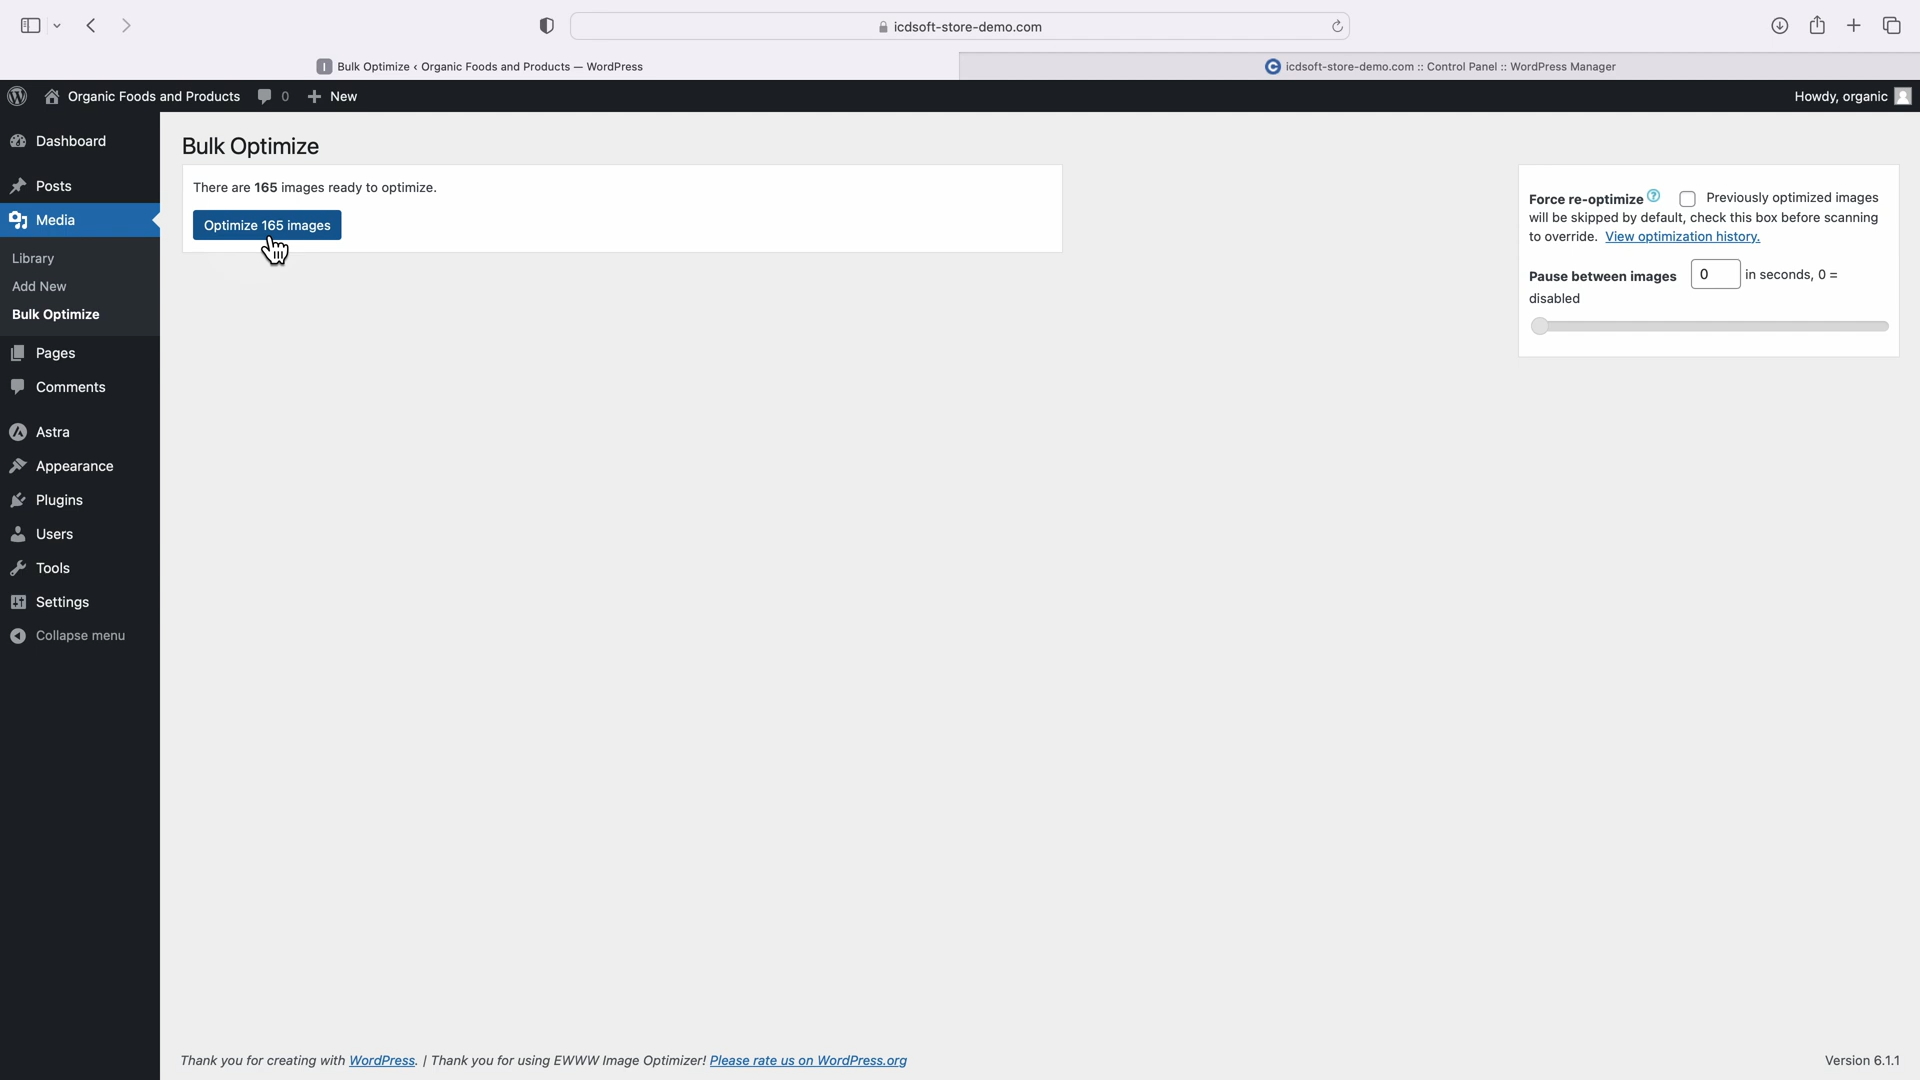 icdsoft-store-demo.com
Bulk Optimize ‹ Organic Foods and Products — WordPress
icdsoft-store-demo.com :: Control Panel :: WordPress Manager
Organic Foods and Products 0 New
Howdy, organic
Dashboard
Posts
Media
Library
Add New
Bulk Optimize
Pages
Comments
Astra
Appearance
Plugins
Users
Tools
Settings
Collapse menu
Bulk Optimize
There are 165 images ready to optimize.
Optimize 165 images
Force re-optimize ? Previously optimized images
will be skipped by default, check this box before scanning
to override. View optimization history.
Pause between images 0 in seconds, 0 =
disabled
Thank you for creating with WordPress. | Thank you for using EWWW Image Optimizer! Please rate us on WordPress.org
Version 6.1.1